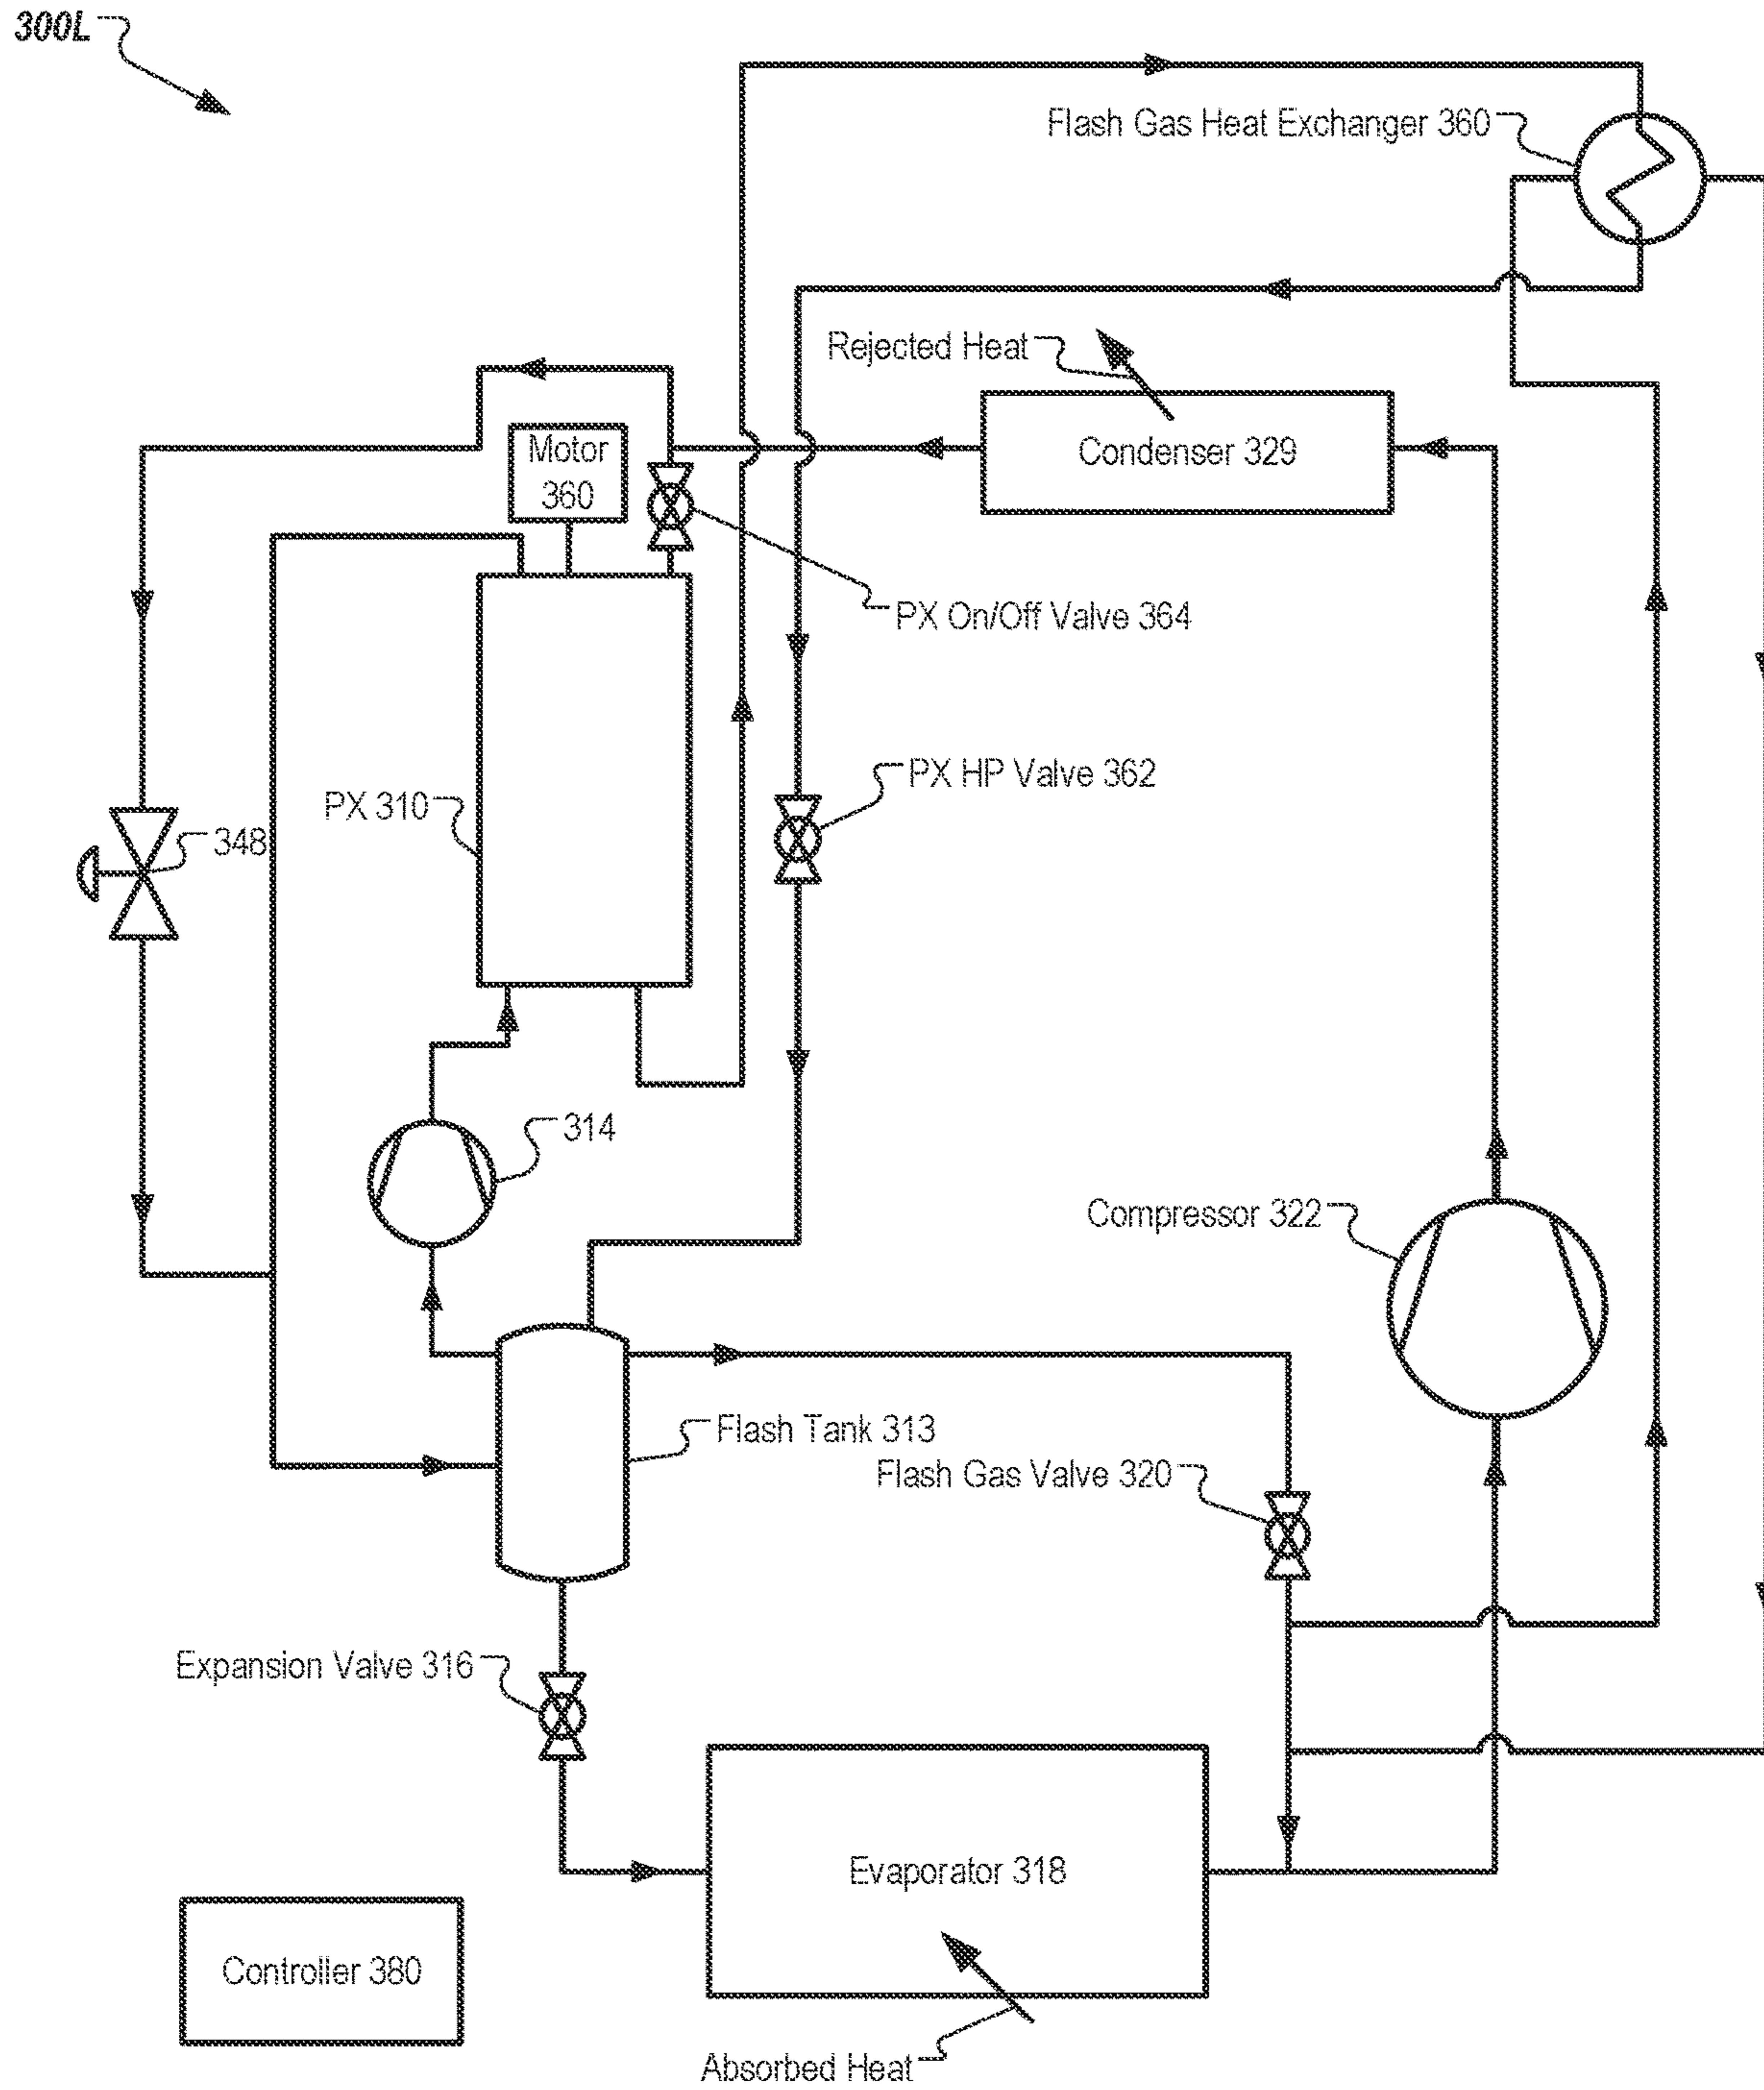 300L
Flash Gas Heat Exchanger 360
Rejected Heat
Motor
360
Condenser 329
PX On/Off Valve 364
PX HP Valve 362
PX 310
348
314
Compressor 322
Flash Tank 313
Flash Gas Valve 320
Expansion Valve 316
Evaporator 318
Controller 380
Absorbed Heat